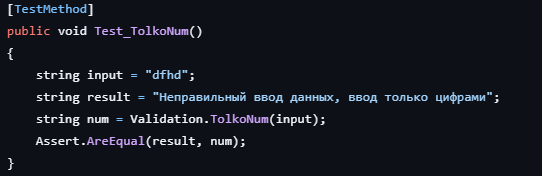 [TestMethod]
public void Test_TolkoNum()
{
    string input = "dfhd";
    string result = "Неправильный ввод данных, ввод только цифрами";
    string num = Validation.TolkoNum(input);
    Assert.AreEqual(result, num);
}